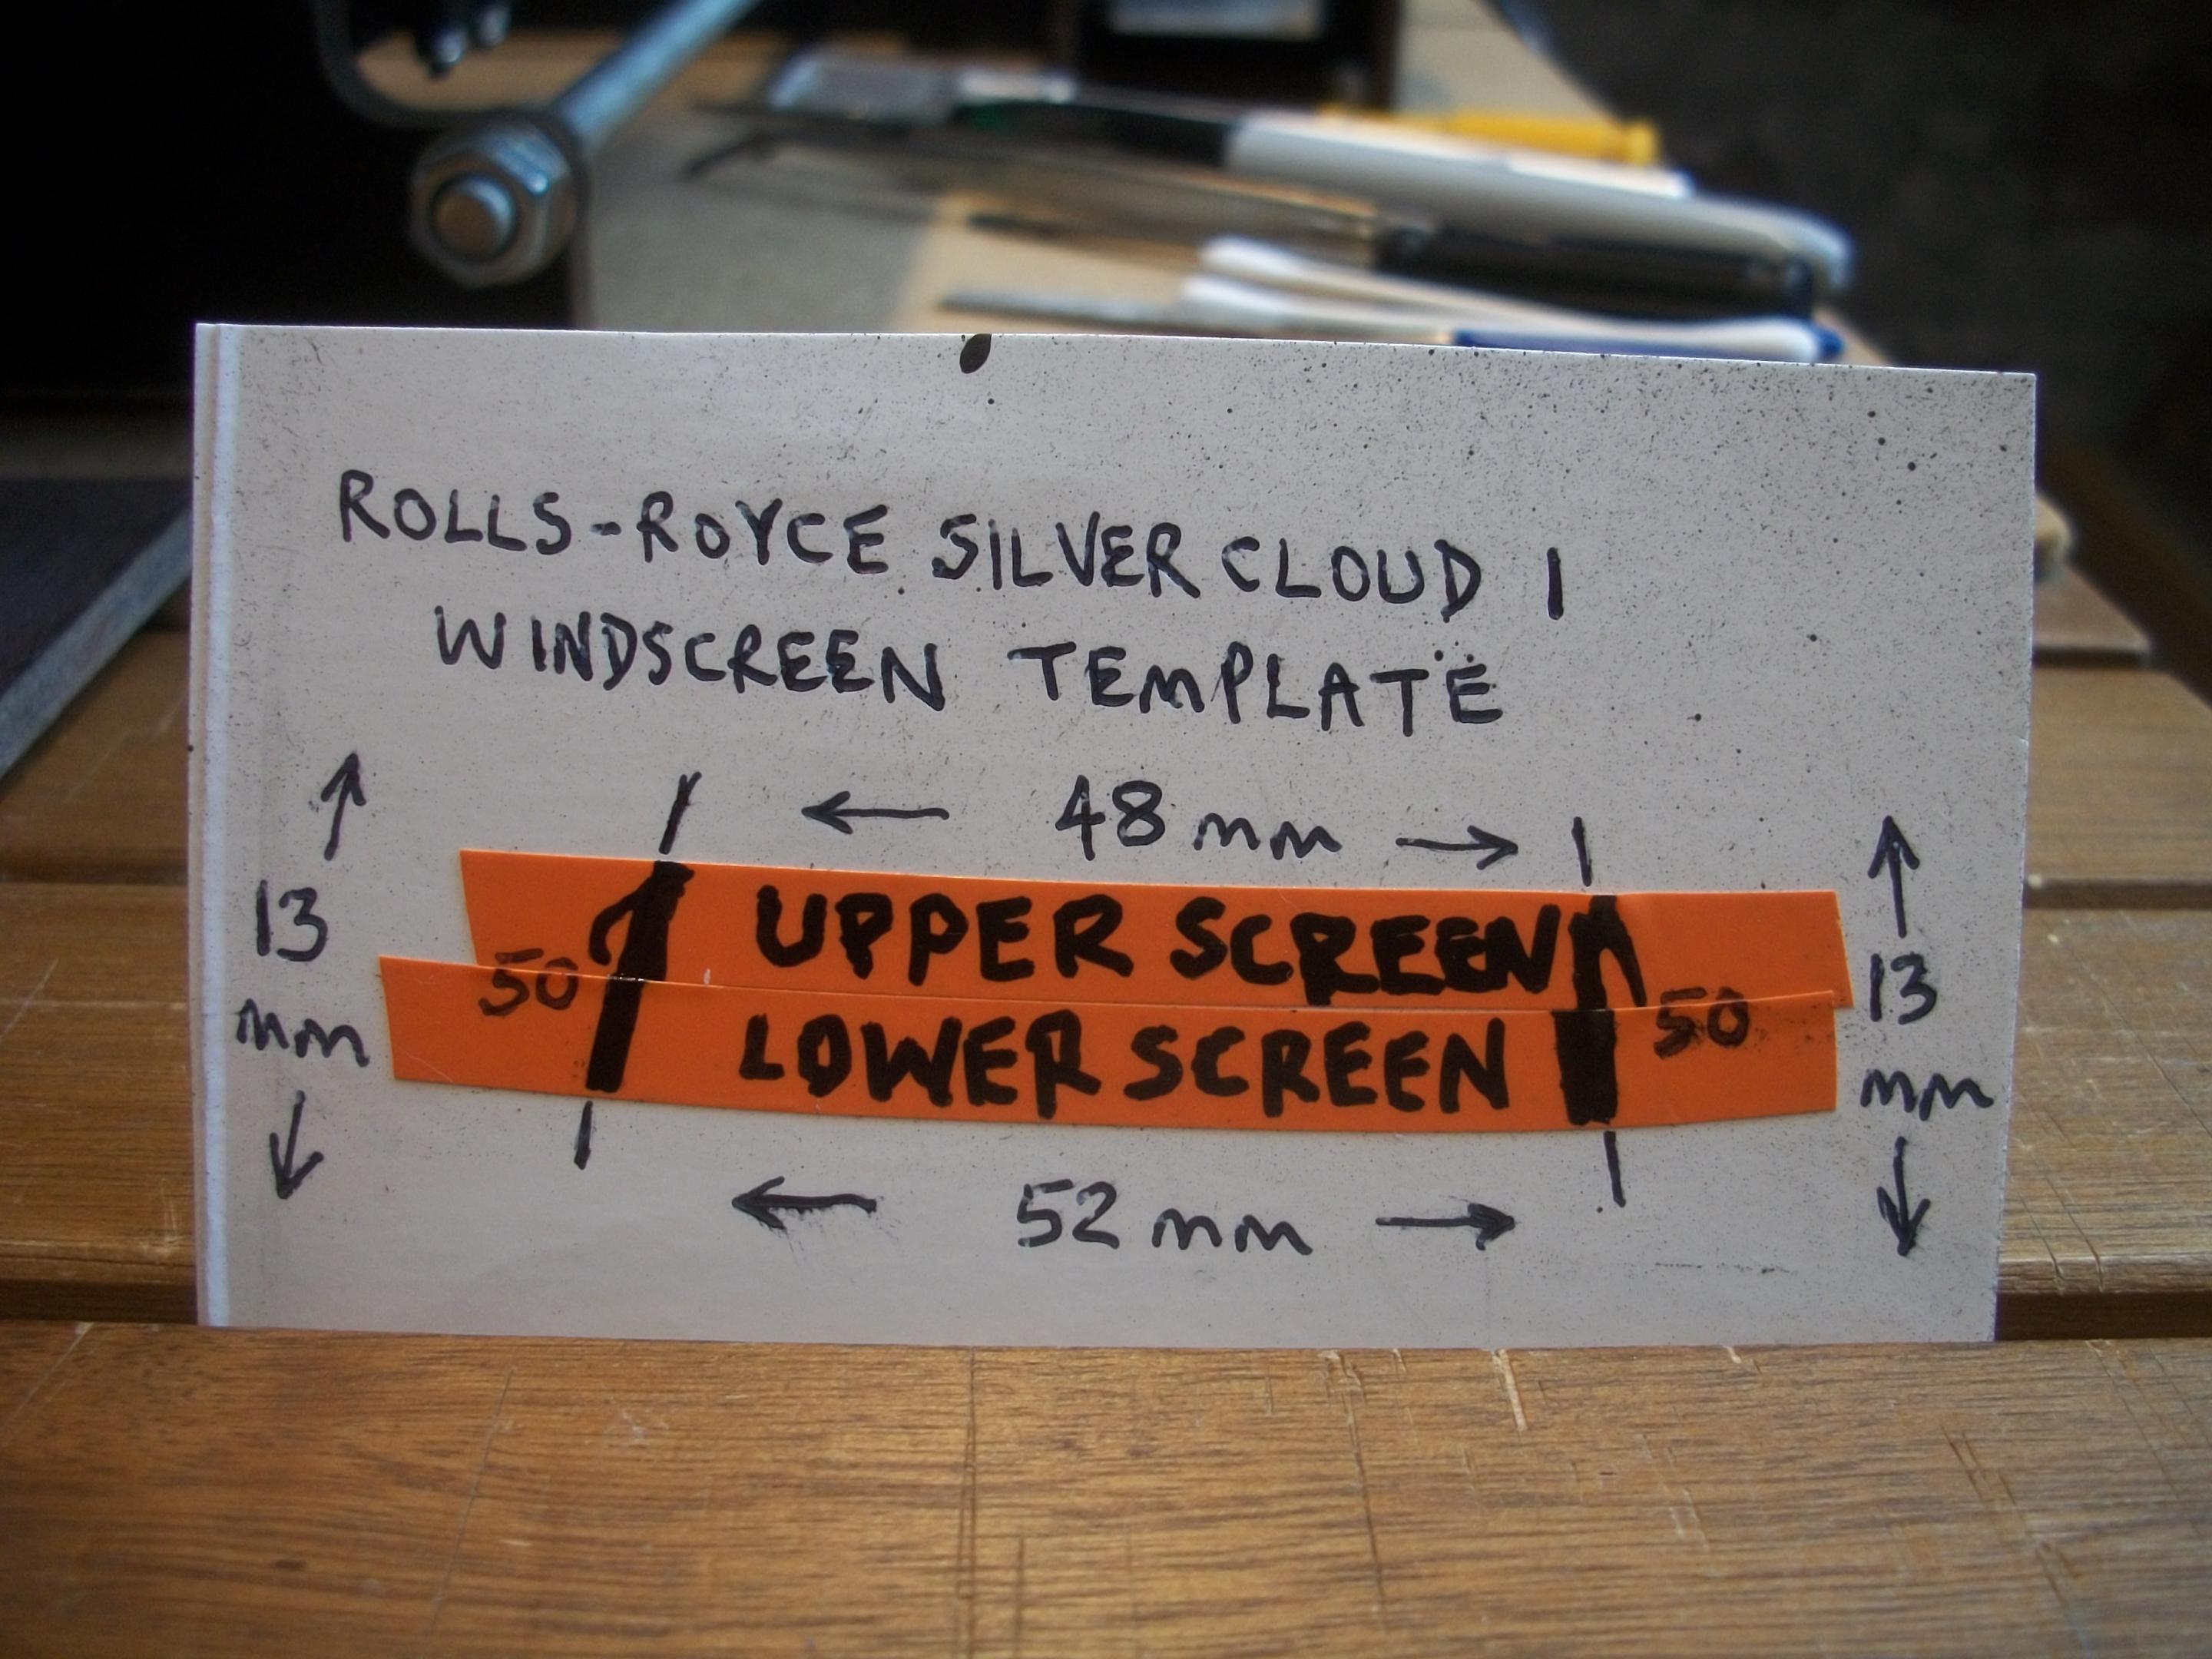 ROLLS-ROYCE SILVER CLOUD 1
WINDSCREEN TEMPLATE
← 48 mm →
13 mm
UPPER SCREEN
50
50
13 mm
LOWER SCREEN
← 52 mm →